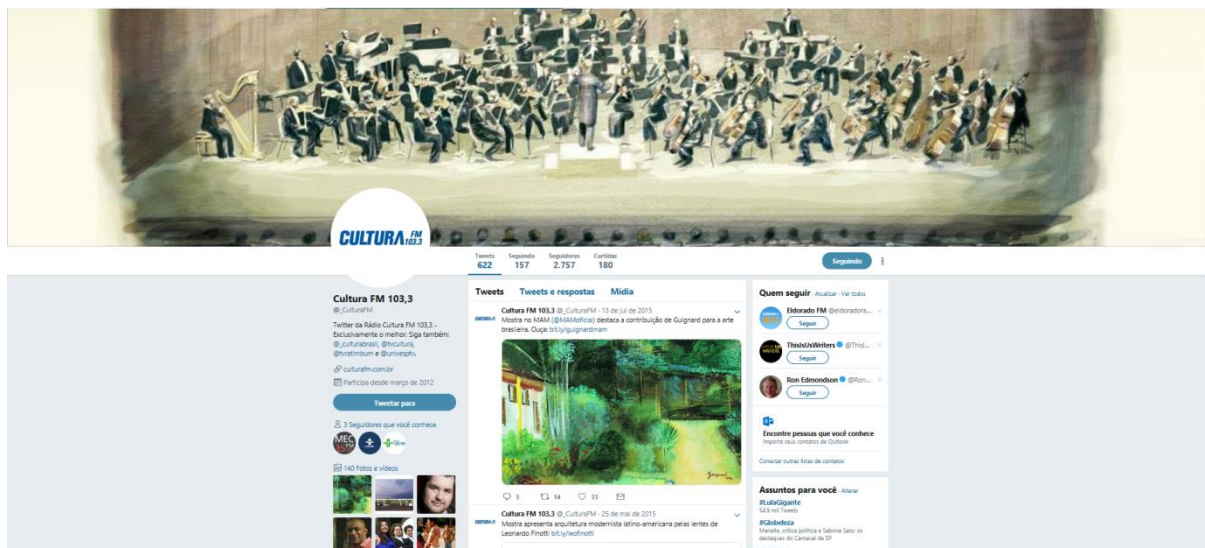 CULTURA FM
103.3
Tweets Seguindo Seguidores Curtidas
622 157 2.757 180
Seguindo
Cultura FM 103,3
@_CulturaFM
Twitter da Rádio Cultura FM 103,3 -
Exclusivamente o melhor. Siga também:
@_culturabrasil, @tvcultura,
@tvratimbum e @univesptv.
culturafm.com.br
Participa desde março de 2012
Tweetar para
3 Seguidores que você conhece
MEC
FM
140 Fotos e vídeos
Tweets Tweets e respostas Mídia
Cultura FM 103,3 @_CulturaFM · 13 de jul de 2015
Mostra no MAM (@MAMoficial) destaca a contribuição de Guignard para a arte
brasileira. Ouça: bit.ly/guignardmam
3 14 23
Cultura FM 103,3 @_CulturaFM · 25 de mai de 2015
Mostra apresenta arquitetura modernista latino-americana pelas lentes de
Leonardo Finotti bit.ly/leofinotti
Quem seguir · Atualizar · Ver todos
Eldorado FM @eldoradora...
Seguir
ThisIsUsWriters @ThisI...
Seguir
Ron Edmondson @Ron...
Seguir
Encontre pessoas que você conhece
Importe seus contatos do Outlook
Conectar outras listas de contatos
Assuntos para você · Alterar
#LulaGigante
54,9 mil Tweets
#Globeleza
Marielle, crítica política e Sabrina Sato: os
destaques do Carnaval de SP